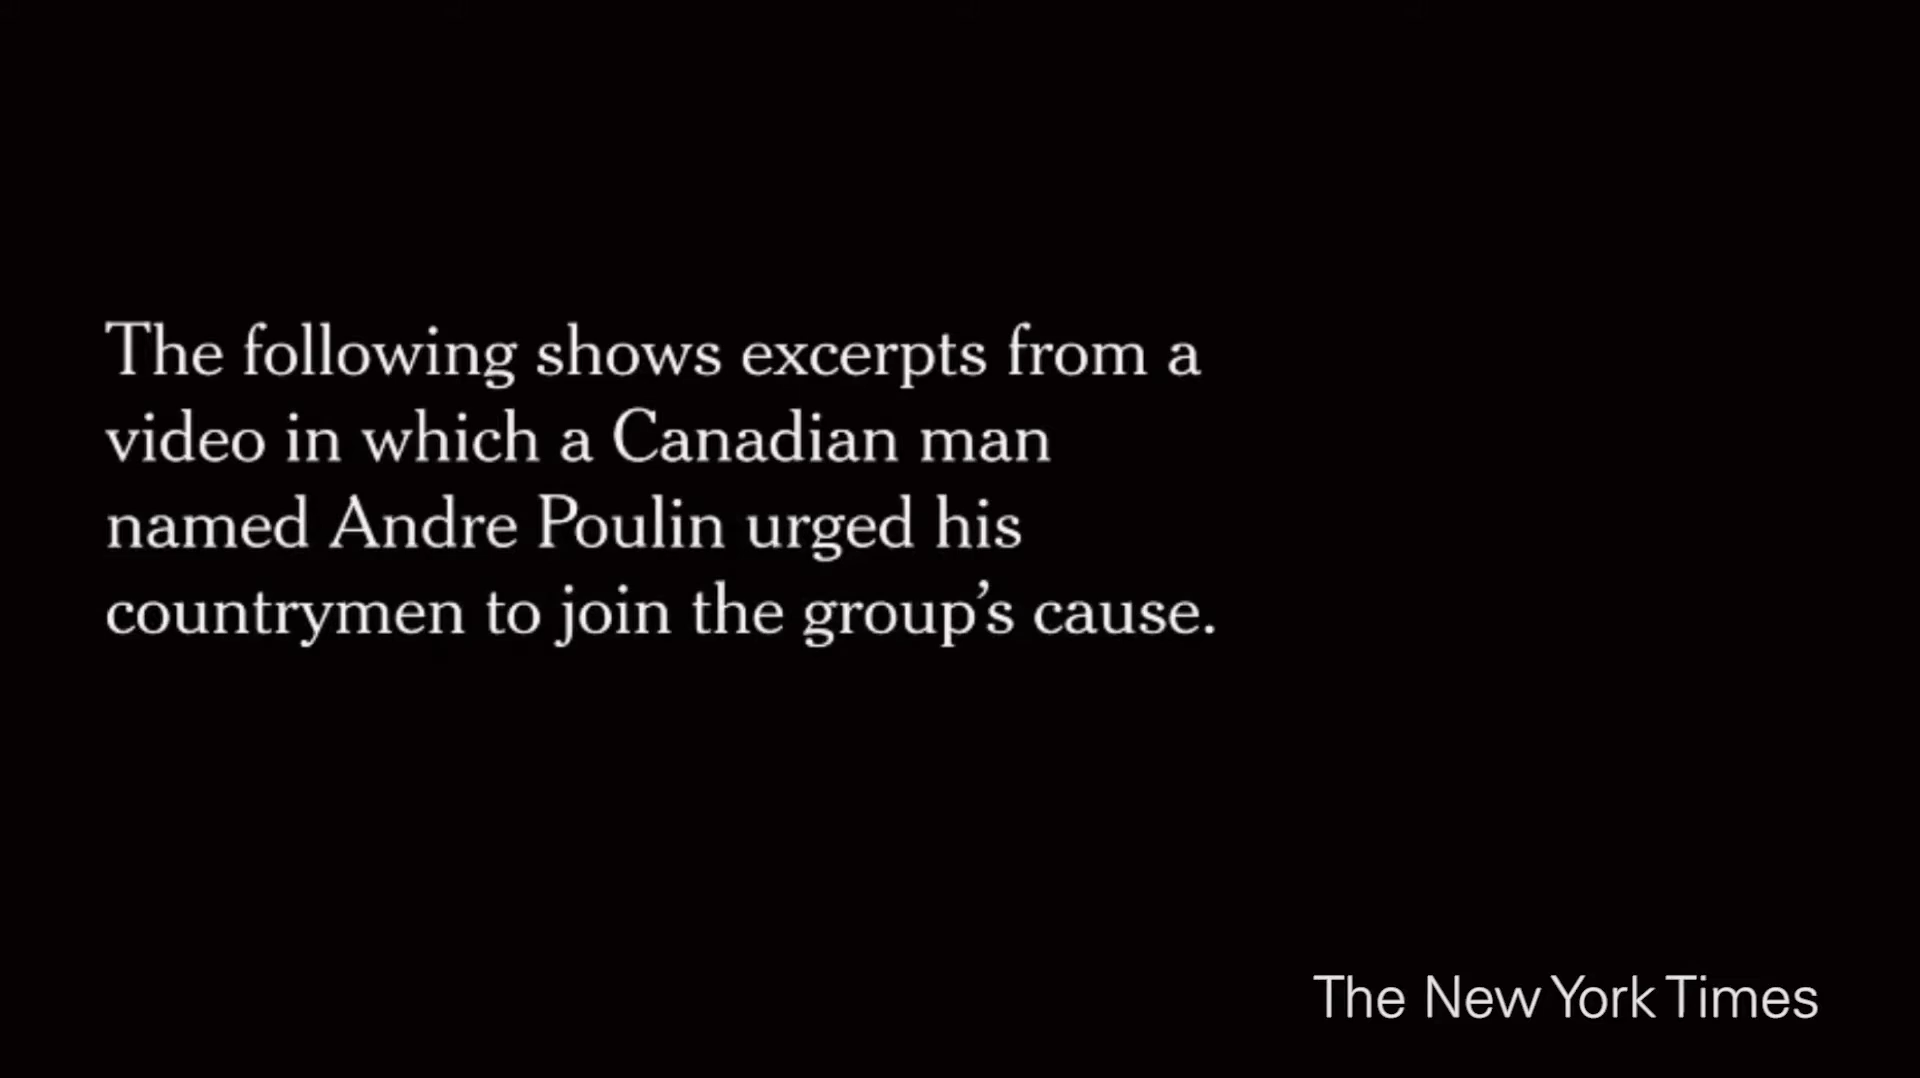 The following shows excerpts from a
video in which a Canadian man
named Andre Poulin urged his
countrymen to join the group’s cause.
The New York Times